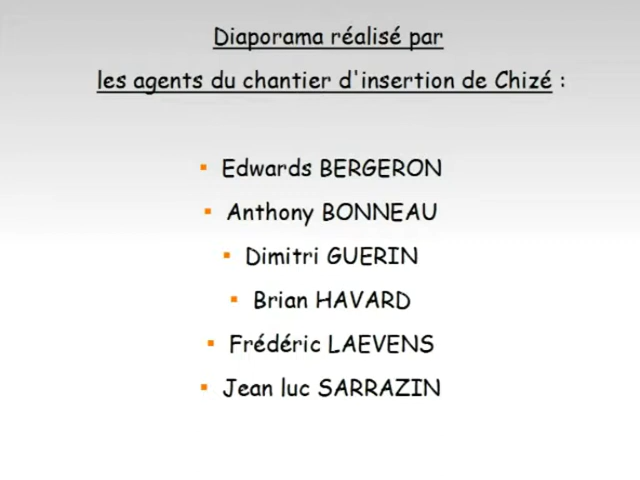 Diaporama réalisé par
les agents du chantier d'insertion de Chizé :
▪ Edwards BERGERON
▪ Anthony BONNEAU
▪ Dimitri GUERIN
▪ Brian HAVARD
▪ Frédéric LAEVENS
▪ Jean luc SARRAZIN